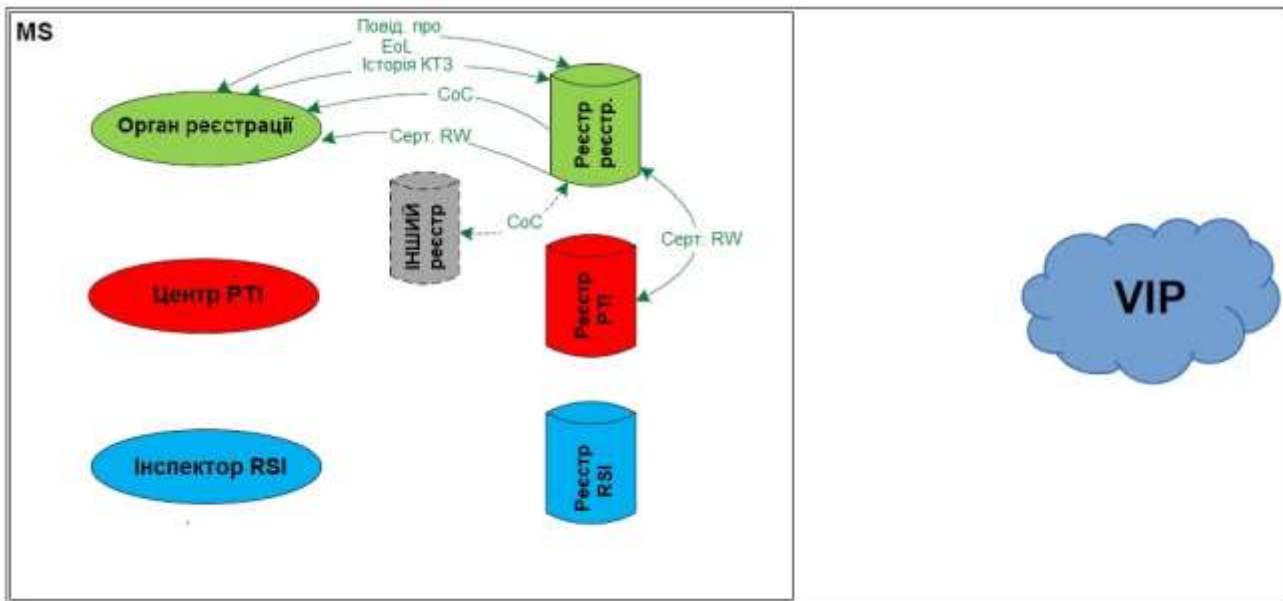 MS
Повід. про
EoL
Історія КТЗ
CoC
Орган реєстрації
Серт. RW
Реєстр
реєстр.
ІНШИЙ
реєстр
CoC
Серт. RW
Центр PTI
Реєстр
PTI
VIP
Інспектор RSI
Реєстр
RSI